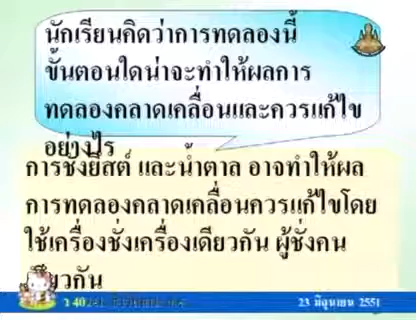 นักเรียนคิดว่าการทดลองนี้
ขั้นตอนใดน่าจะทำให้ผลการ
ทดลองคลาดเคลื่อนและควรแก้ไข
อย่างไร
การชั่งยีสต์ และน้ำตาล อาจทำให้ผล
การทดลองคลาดเคลื่อนควรแก้ไขโดย
ใช้เครื่องชั่งเครื่องเดียวกัน ผู้ชั่งคน
เดียวกัน
23 มิถุนายน 2551